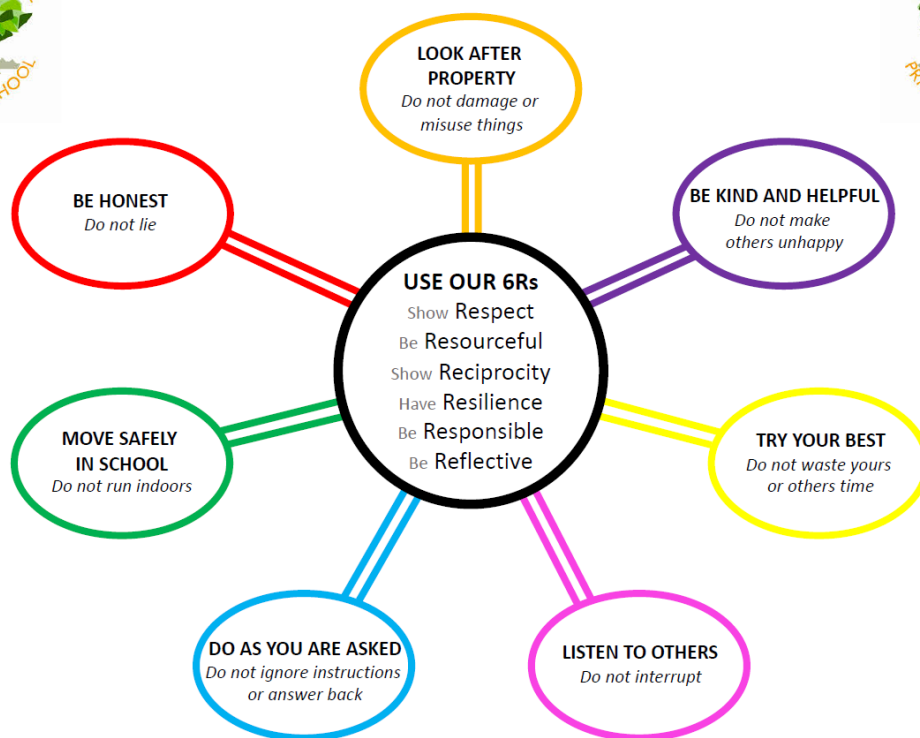 HOOL
PR
LOOK AFTER
PROPERTY
Do not damage or
misuse things
BE HONEST
Do not lie
BE KIND AND HELPFUL
Do not make
others unhappy
USE OUR 6Rs
Show Respect
Be Resourceful
Show Reciprocity
Have Resilience
Be Responsible
Be Reflective
MOVE SAFELY
IN SCHOOL
Do not run indoors
TRY YOUR BEST
Do not waste yours
or others time
DO AS YOU ARE ASKED
Do not ignore instructions
or answer back
LISTEN TO OTHERS
Do not interrupt